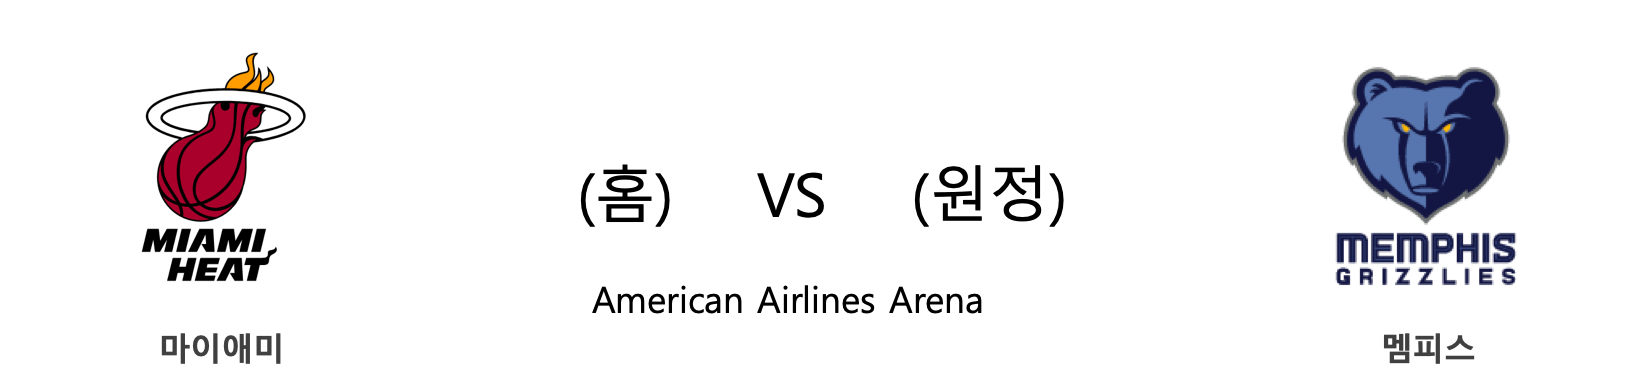 MIAMI
HEAT
마이애미
(홈) VS (원정)
American Airlines Arena
MEMPHIS
GRIZZLIES
멤피스